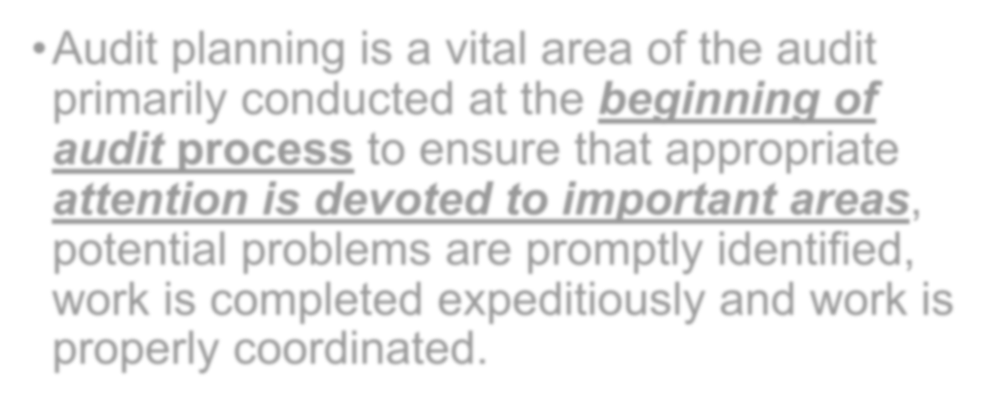 •Audit planning is a vital area of the audit
primarily conducted at the beginning of
audit process to ensure that appropriate
attention is devoted to important areas,
potential problems are promptly identified,
work is completed expeditiously and work is
properly coordinated.